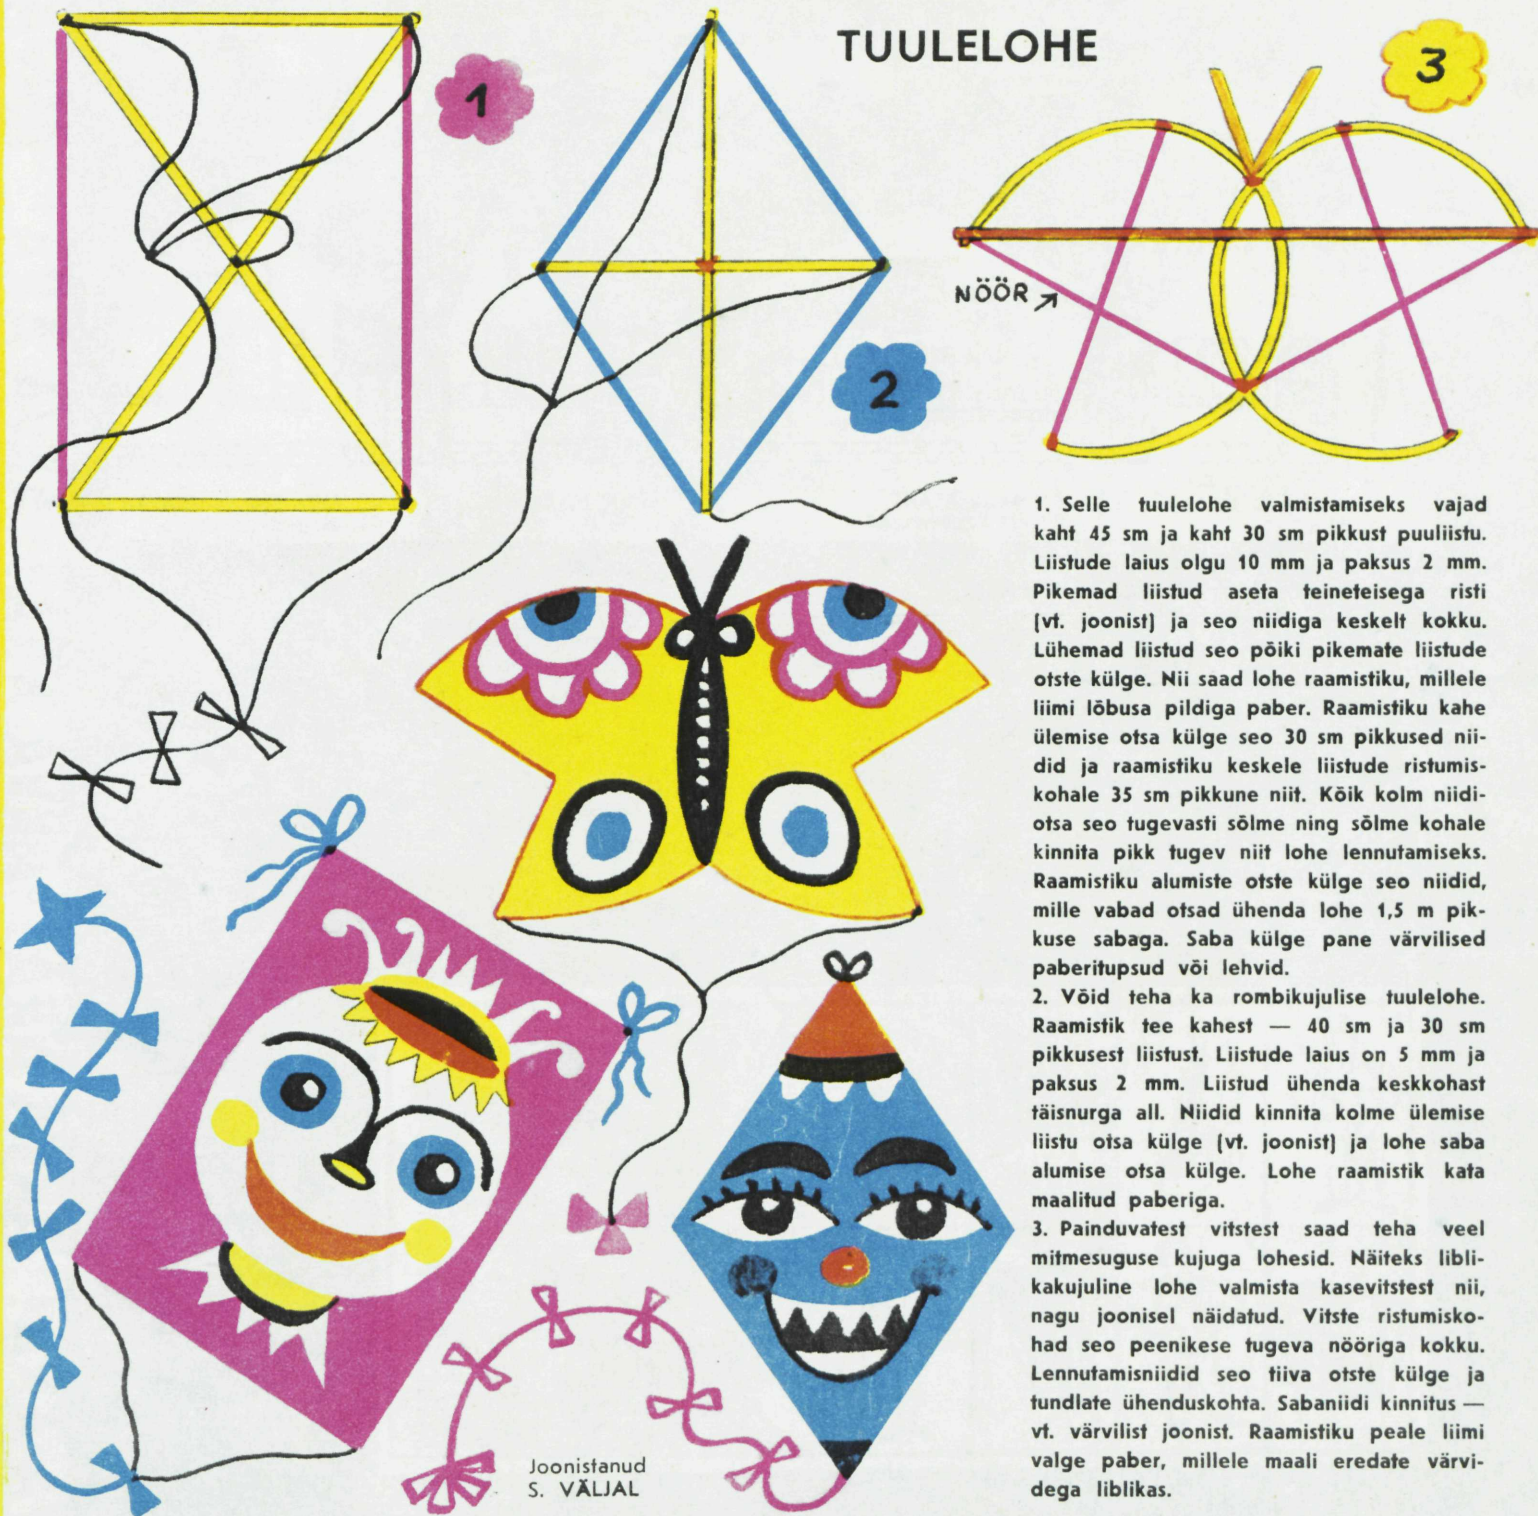 TUULELOHE
1
2
3
NÖÖR
1. Selle tuulelohe valmistamiseks vajad
kaht 45 sm ja kaht 30 sm pikkust puuliistu.
Liistude laius olgu 10 mm ja paksus 2 mm.
Pikemad liistud aseta teineteisega risti
(vt. joonist) ja seo niidiga keskelt kokku.
Lühemad liistud seo põiki pikemate liistude
otste külge. Nii saad lohe raamistiku, millele
liimi lõbusa pildiga paber. Raamistiku kahe
ülemise otsa külge seo 30 sm pikkused nii-
did ja raamistiku keskele liistude ristumis-
kohale 35 sm pikkune niit. Kõik kolm niidi-
otsa seo tugevasti sõlme ning sõlme kohale
kinnita pikk tugev niit lohe lennutamiseks.
Raamistiku alumiste otste külge seo niidid,
mille vabad otsad ühenda lohe 1,5 m pik-
kuse sabaga. Saba külge pane värvilised
paberitupsud või lehvid.
2. Võid teha ka rombikujulise tuulelohe.
Raamistik tee kahest — 40 sm ja 30 sm
pikkusest liistust. Liistude laius on 5 mm ja
paksus 2 mm. Liistud ühenda keskkohast
täisnurga all. Niidid kinnita kolme ülemise
liistu otsa külge (vt. joonist) ja lohe saba
alumise otsa külge. Lohe raamistik kata
maalitud paberiga.
3. Painduvatest vitstest saad teha veel
mitmesuguse kujuga lohesid. Näiteks libli-
kakujuline lohe valmista kasevitstest nii,
nagu joonisel näidatud. Vitste ristumisko-
had seo peenikese tugeva nööriga kokku.
Lennutamisniidid seo tiiva otste külge ja
tundlate ühenduskohta. Sabaniidi kinnitus —
vt. värvilist joonist. Raamistiku peale liimi
valge paber, millele maali eredate värvi-
dega liblikas.
Joonistanud
S. VÄLJAL